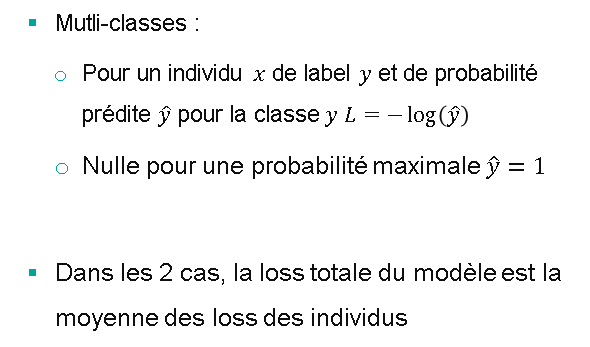 ▪ Mutli-classes :
o Pour un individu x de label y et de probabilité
prédite ŷ pour la classe y L = − log(ŷ)
o Nulle pour une probabilité maximale ŷ = 1
▪ Dans les 2 cas, la loss totale du modèle est la
moyenne des loss des individus